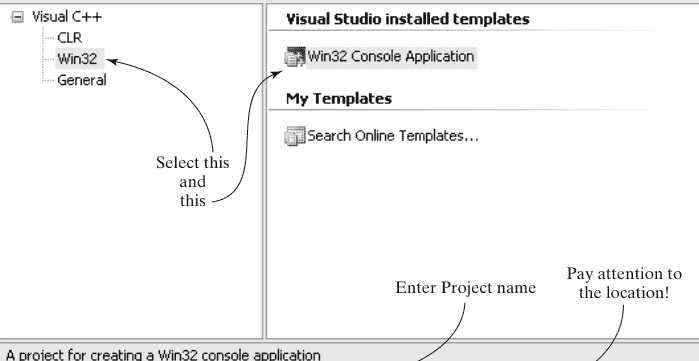 Visual C++
CLR
Win32
General
Visual Studio installed templates
Win32 Console Application
My Templates
Search Online Templates...
Select this
and
this
Enter Project name
Pay attention to
the location!
A project for creating a Win32 console application